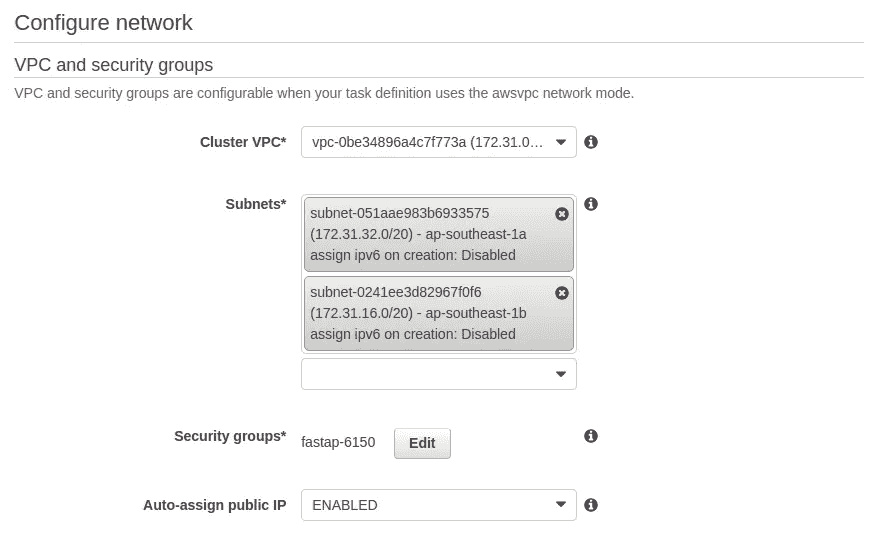 Configure network
VPC and security groups
VPC and security groups are configurable when your task definition uses the awsvpc network mode.
Cluster VPC*
vpc-0be34896a4c7f773a (172.31.0…
Subnets*
subnet-051aae983b6933575
(172.31.32.0/20) - ap-southeast-1a
assign ipv6 on creation: Disabled
subnet-0241ee3d82967f0f6
(172.31.16.0/20) - ap-southeast-1b
assign ipv6 on creation: Disabled
Security groups*
fastap-6150
Edit
Auto-assign public IP
ENABLED